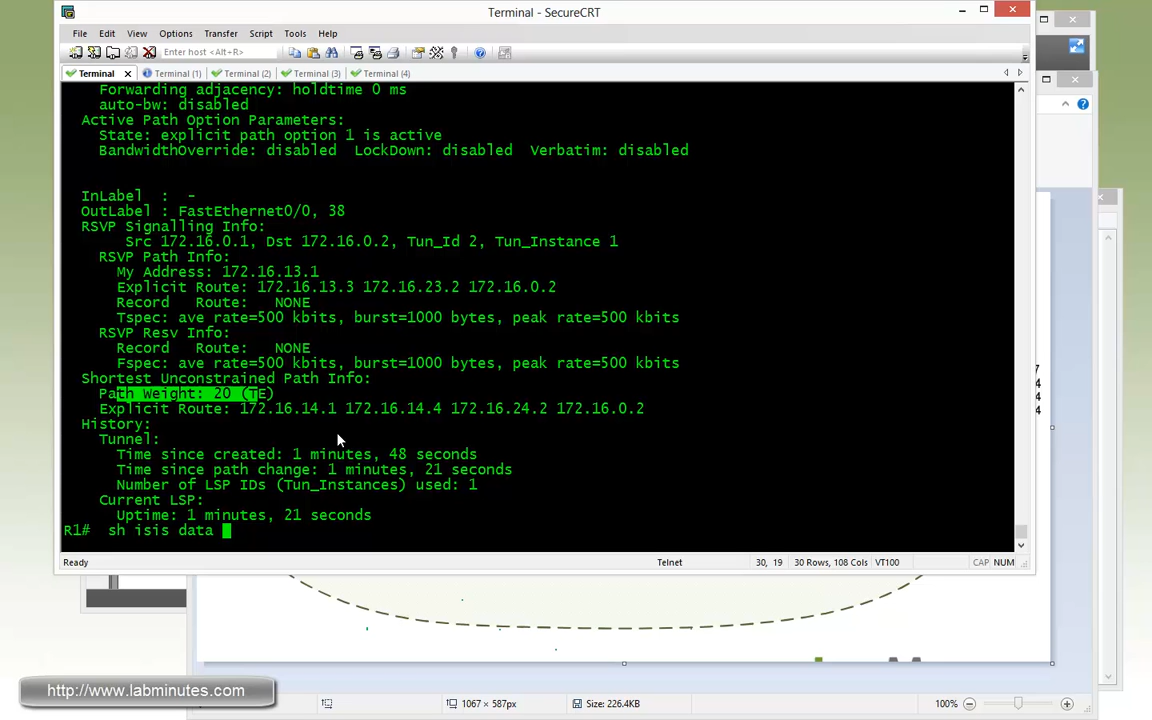 Terminal - SecureCRT
File Edit View Options Transfer Script Tools Help
Enter host <Alt+R>
Terminal Terminal (1) Terminal (2) Terminal (3) Terminal (4)
Forwarding adjacency: holdtime 0 ms
auto-bw: disabled
Active Path Option Parameters:
State: explicit path option 1 is active
BandwidthOverride: disabled LockDown: disabled Verbatim: disabled
InLabel : -
OutLabel : FastEthernet0/0, 38
RSVP Signalling Info:
Src 172.16.0.1, Dst 172.16.0.2, Tun_Id 2, Tun_Instance 1
RSVP Path Info:
My Address: 172.16.13.1
Explicit Route: 172.16.13.3 172.16.23.2 172.16.0.2
Record Route: NONE
Tspec: ave rate=500 kbits, burst=1000 bytes, peak rate=500 kbits
RSVP Resv Info:
Record Route: NONE
Fspec: ave rate=500 kbits, burst=1000 bytes, peak rate=500 kbits
Shortest Unconstrained Path Info:
Path Weight: 20 (TE)
Explicit Route: 172.16.14.1 172.16.14.4 172.16.24.2 172.16.0.2
History:
Tunnel:
Time since created: 1 minutes, 48 seconds
Time since path change: 1 minutes, 21 seconds
Number of LSP IDs (Tun_Instances) used: 1
Current LSP:
Uptime: 1 minutes, 21 seconds
R1# sh isis data
7
4
4
4
Ready Telnet 30, 19 30 Rows, 108 Cols VT100 CAP NUM
http://www.labminutes.com
1067 × 587px Size: 226.4KB 100%